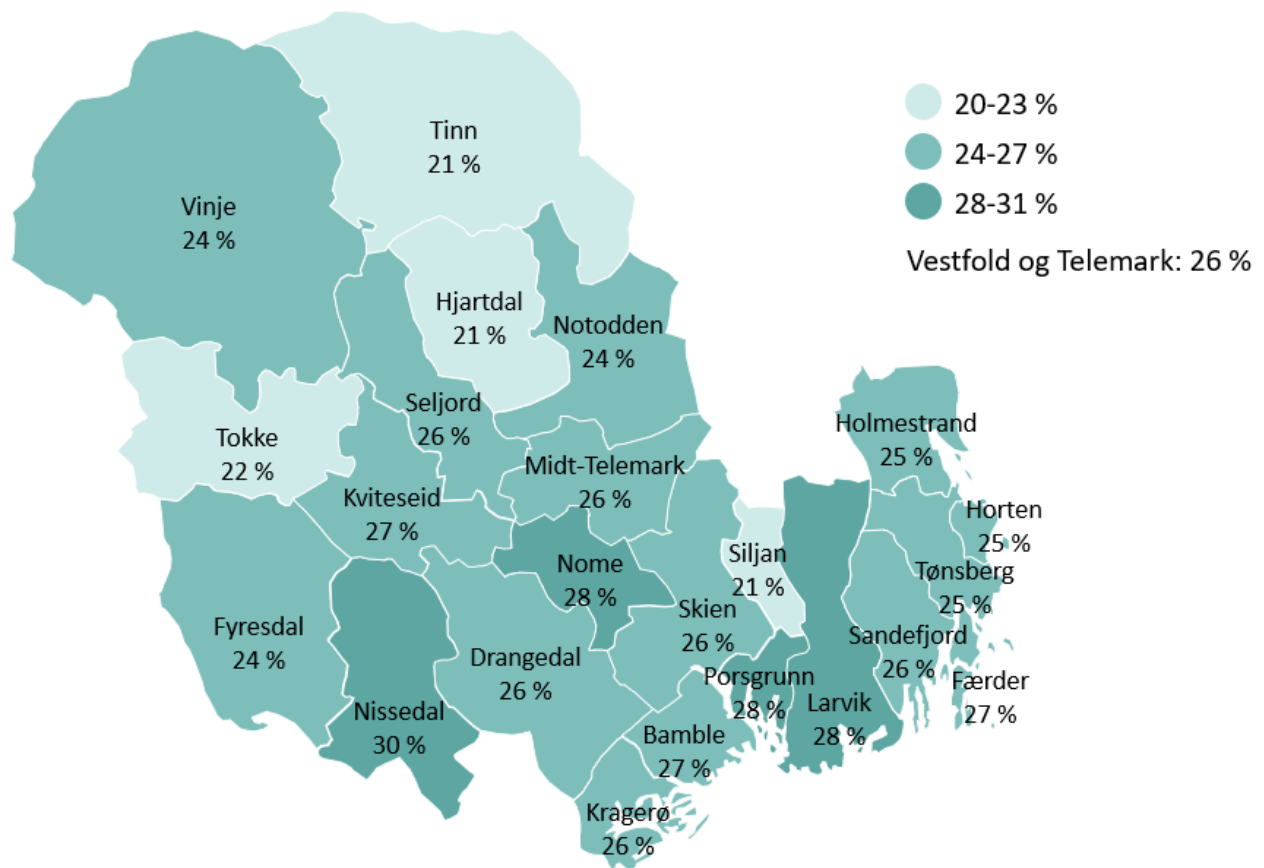 Tinn
21 %
Vinje
24 %
20-23 %
24-27 %
28-31 %
Vestfold og Telemark: 26 %
Hjartdal
21 %
Notodden
24 %
Seljord
26 %
Tokke
22 %
Holmestrand
25 %
Midt-Telemark
26 %
Kviteseid
27 %
Horten
25 %
Nome
28 %
Siljan
21 %
Tønsberg
25 %
Fyresdal
24 %
Skien
26 %
Sandefjord
26 %
Drangedal
26 %
Porsgrunn
28 %
Færder
27 %
Larvik
28 %
Nissedal
30 %
Bamble
27 %
Kragerø
26 %